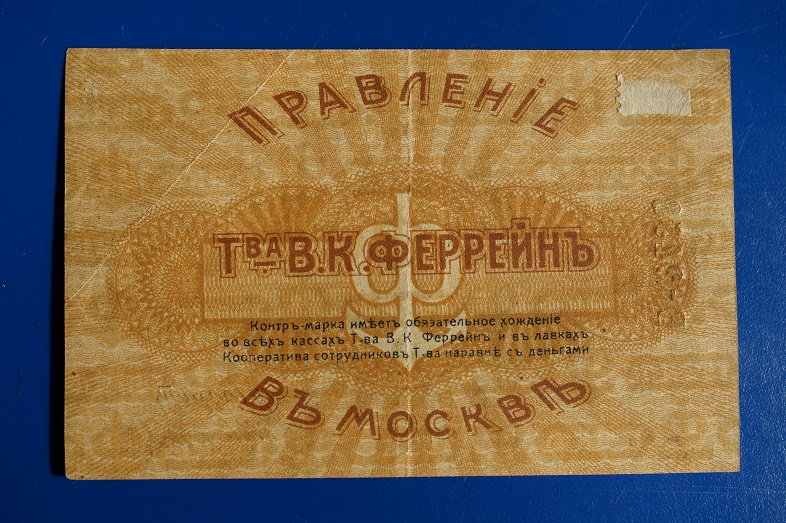 ПРАВЛЕНІЕ
ТВА В.К. ФЕРРЕЙНЪ
Контръ-марка имѣетъ обязательное хожденіе
во всѣхъ кассахъ Т-ва В. К. Феррейнъ и въ лавкахъ
Кооператива сотрудниковъ Т-ва наравнѣ съ деньгами
ВЪ МОСКВѢ